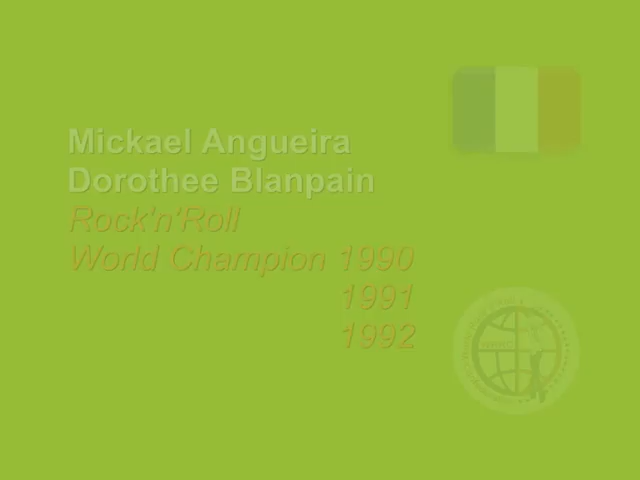 Mickael Angueira
Dorothee Blanpain
Rock'n'Roll
World Champion 1990
1991
1992